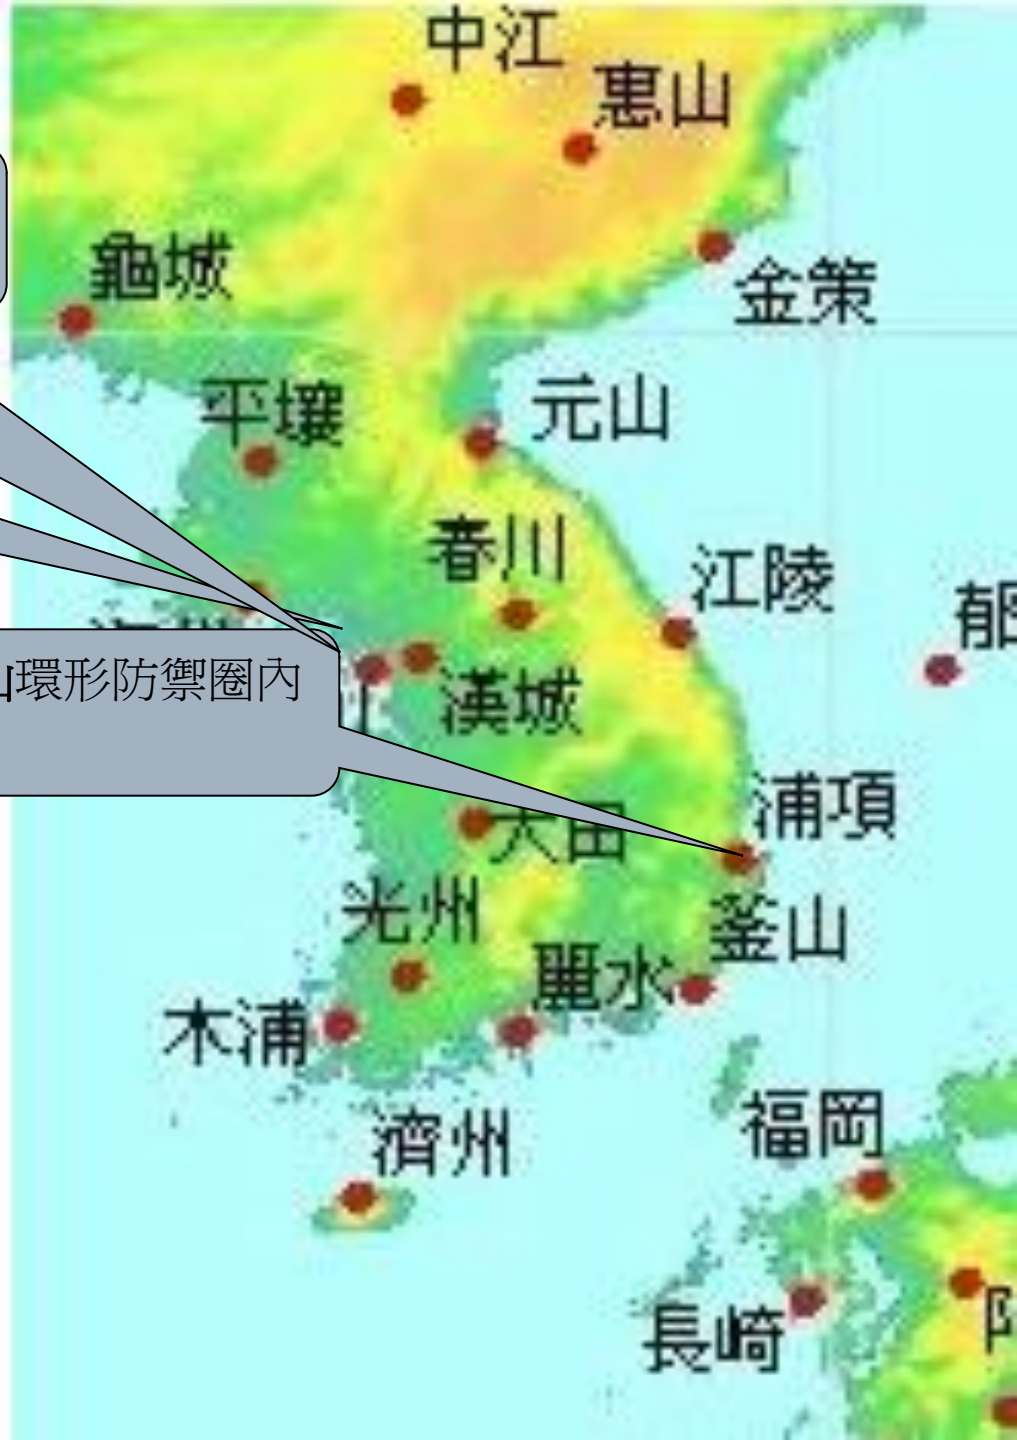 中江
惠山
龜城
金策
平壤
元山
春川
江陵
山環形防禦圈內
漢城
浦項
大田
光州
釜山
麗水
木浦
福岡
濟州
長崎